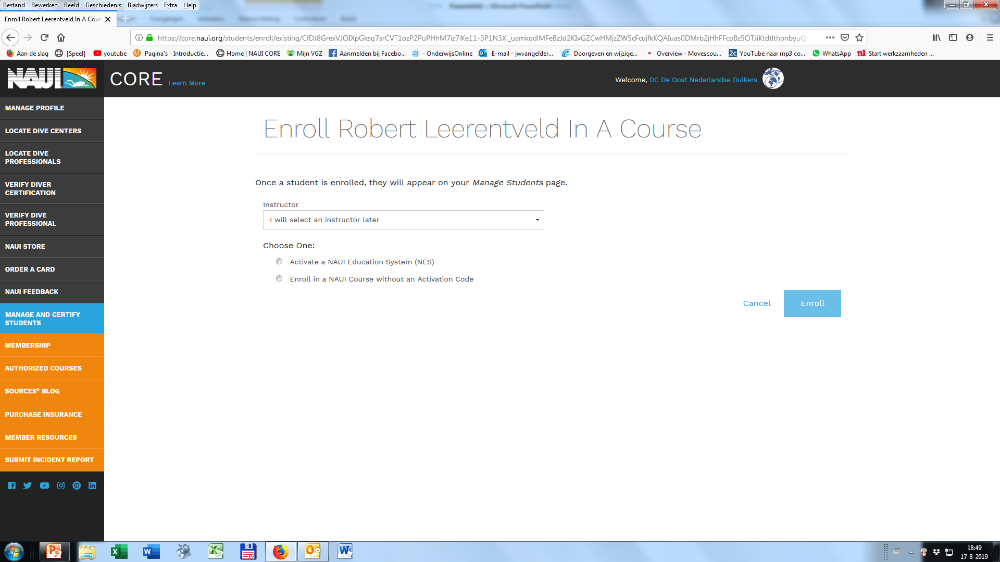 Bestand Bewerken Beeld Geschiedenis Bladwijzers Extra Help
Enroll Robert Leerentveld In A Cour
https://core.naui.org/students/enroll/existing/
Aan de slag [Speel] youtube Pagina's - Introductie... Home | NAUI CORE Mijn VGZ Aanmelden bij Facebo... - OnderwijsOnline E-mail - jwvangelder... Doorgeven en wijzige... Overview - Movescou... YouTube naar mp3 co... WhatsApp Start werkzaamheden ...
NAUI CORE Learn More
Welcome, DC De Oost Nederlandse Duikers
MANAGE PROFILE
LOCATE DIVE CENTERS
LOCATE DIVE
PROFESSIONALS
VERIFY DIVER
CERTIFICATION
VERIFY DIVE
PROFESSIONAL
NAUI STORE
ORDER A CARD
NAUI FEEDBACK
MANAGE AND CERTIFY
STUDENTS
MEMBERSHIP
AUTHORIZED COURSES
SOURCES® BLOG
PURCHASE INSURANCE
MEMBER RESOURCES
SUBMIT INCIDENT REPORT
Enroll Robert Leerentveld In A Course
Once a student is enrolled, they will appear on your Manage Students page.
Instructor
I will select an instructor later
Choose One:
Activate a NAUI Education System (NES)
Enroll in a NAUI Course without an Activation Code
Cancel Enroll
18:49
17-8-2019